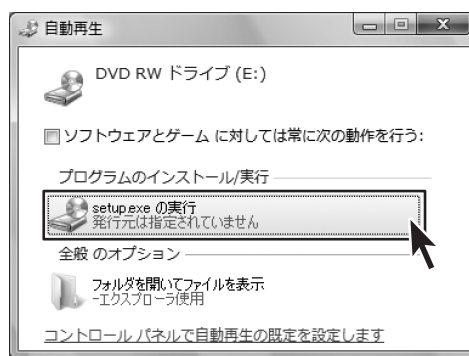 自動再生
DVD RW ドライブ (E:)
ソフトウェアとゲーム に対しては常に次の動作を行う:
プログラムのインストール/実行
setup.exe の実行
発行元は指定されていません
全般 のオプション
フォルダを開いてファイルを表示
-エクスプローラ使用
コントロール パネルで自動再生の既定を設定します